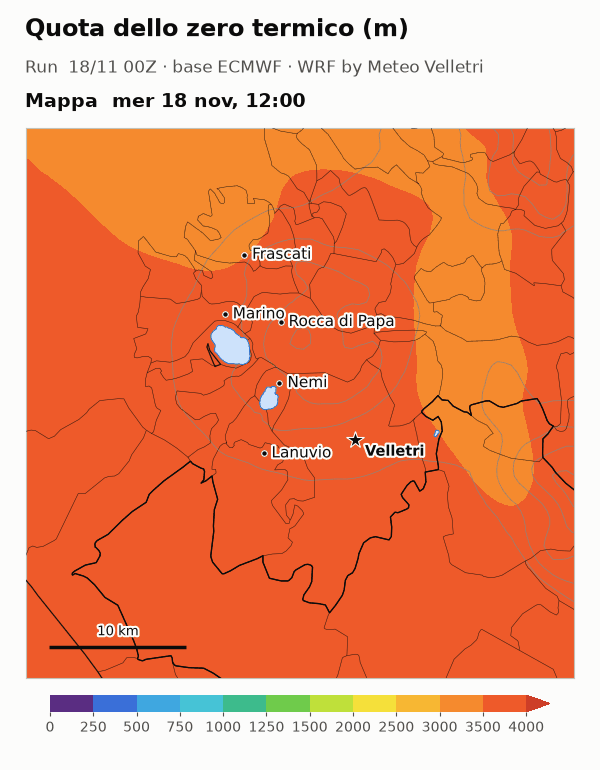 Quota dello zero termico (m)
Run  18/11 00Z · base ECMWF · WRF by Meteo Velletri
Mappa  mer 18 nov, 12:00
Frascati
Marino
Rocca di Papa
Nemi
Velletri
Lanuvio
10 km
0 250 500 750 1000 1250 1500 2000 2500 3000 3500 4000